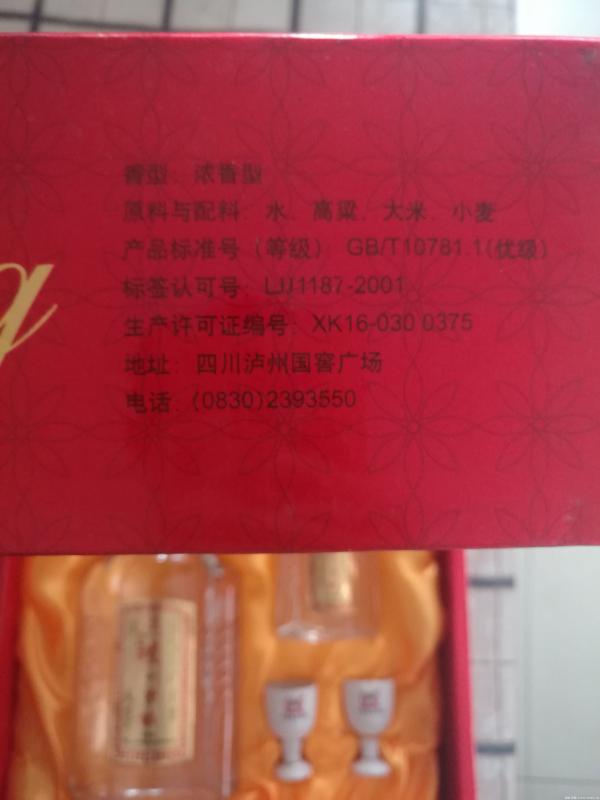 香型：浓香型
原料与配料：水、高粱、大米、小麦
产品标准号（等级） GB/T10781.1(优级)
标签认可号：LJJ1187-2001
生产许可证编号：XK16-030 0375
地址：四川泸州国窖广场
电话：(0830)2393550